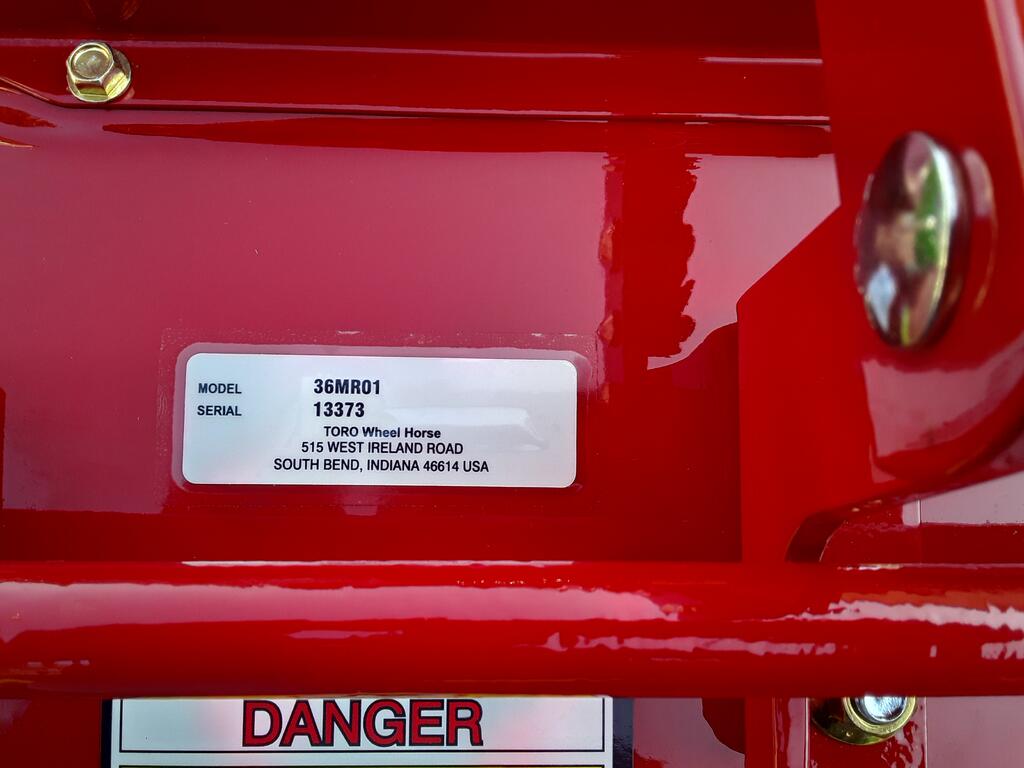 MODEL 36MR01
SERIAL 13373
TORO Wheel Horse
515 WEST IRELAND ROAD
SOUTH BEND, INDIANA 46614 USA
DANGER